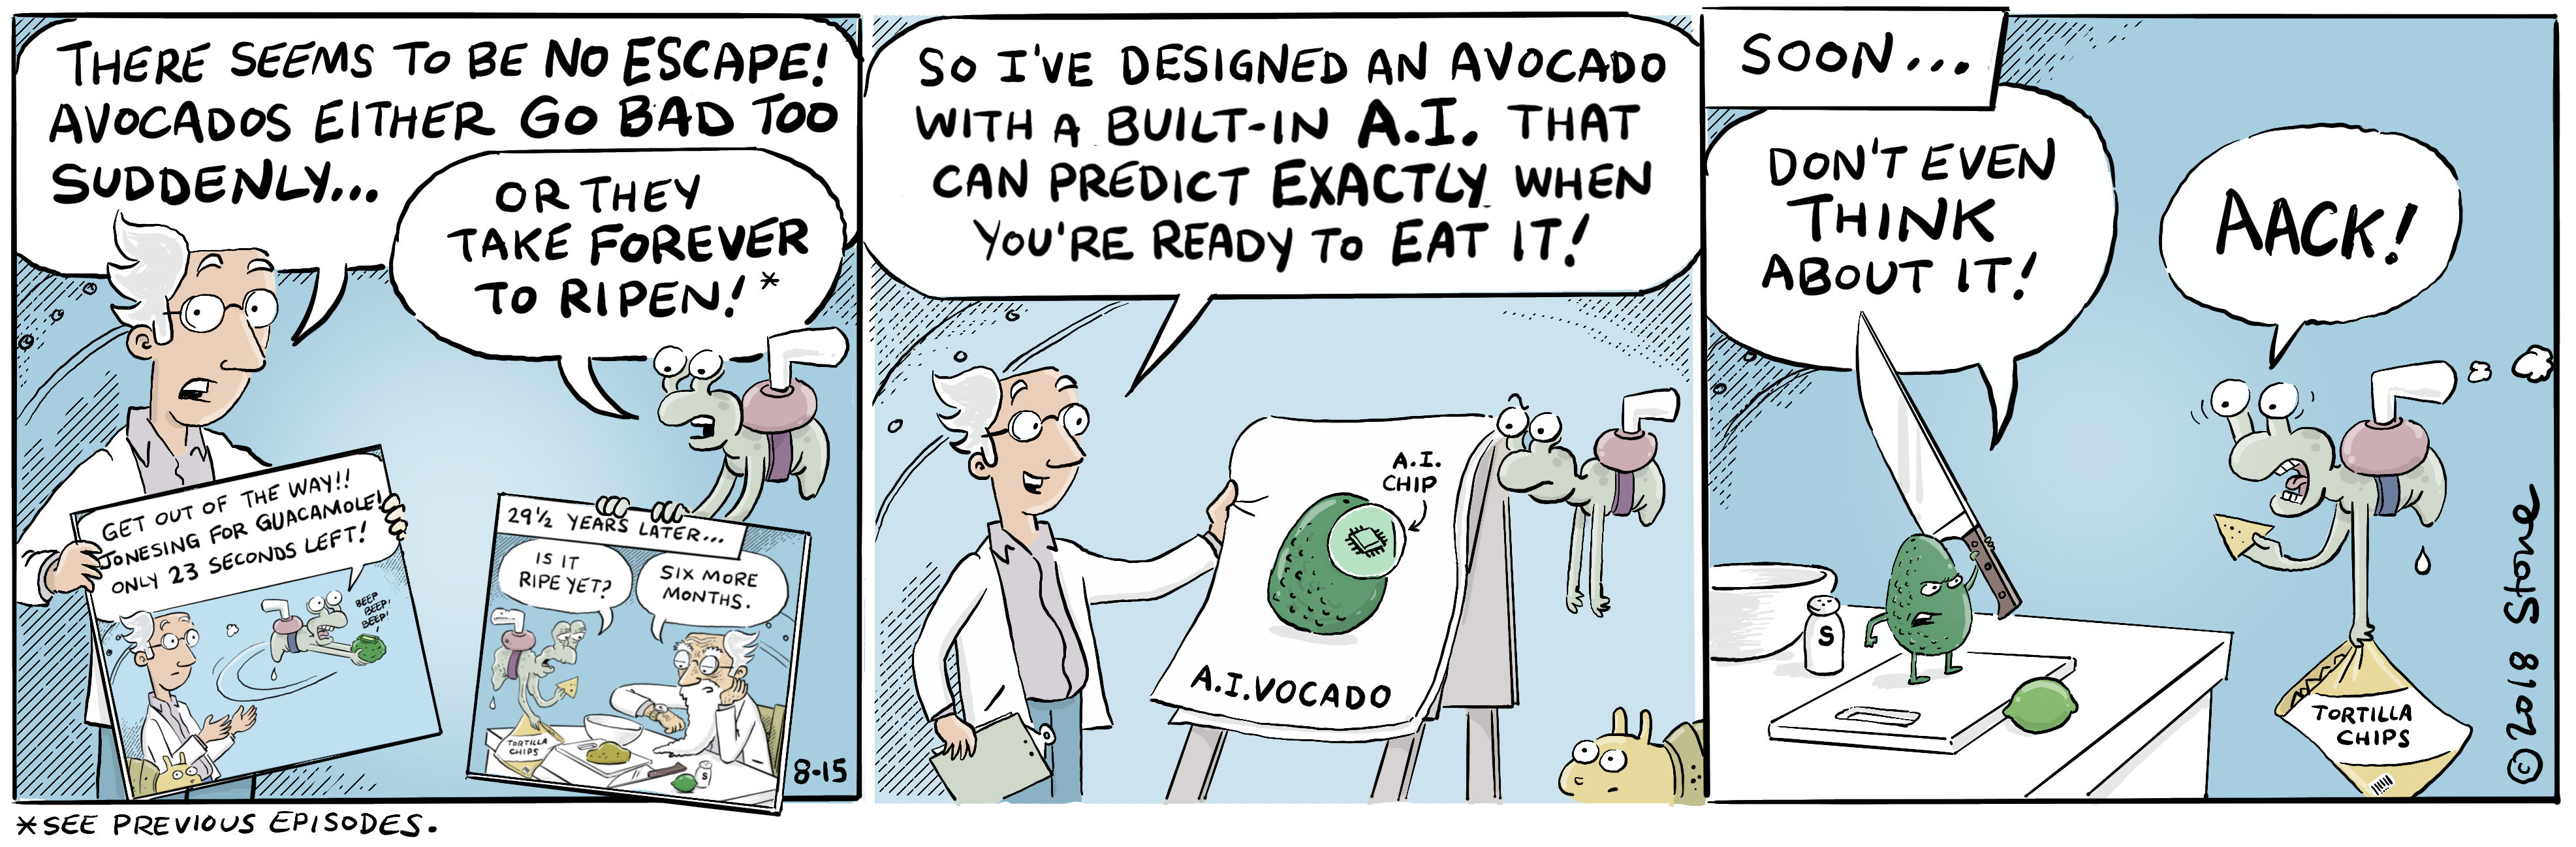 THERE SEEMS TO BE NO ESCAPE!
AVOCADOS EITHER GO BAD TOO
SUDDENLY...
OR THEY
TAKE FOREVER
TO RIPEN!*
GET OUT OF THE WAY!!
JONESING FOR GUACAMOLE!
ONLY 23 SECONDS LEFT!
BEEP
BEEP!
BEEP!
29½ YEARS LATER...
IS IT
RIPE YET?
SIX MORE
MONTHS.
TORTILLA
CHIPS
S
8-15
*SEE PREVIOUS EPISODES.
SO I'VE DESIGNED AN AVOCADO
WITH A BUILT-IN A.I. THAT
CAN PREDICT EXACTLY WHEN
YOU'RE READY TO EAT IT!
A.I.
CHIP
A.I.VOCADO
SOON...
DON'T EVEN
THINK
ABOUT IT!
AACK!
S
TORTILLA
CHIPS
©2018 Stone